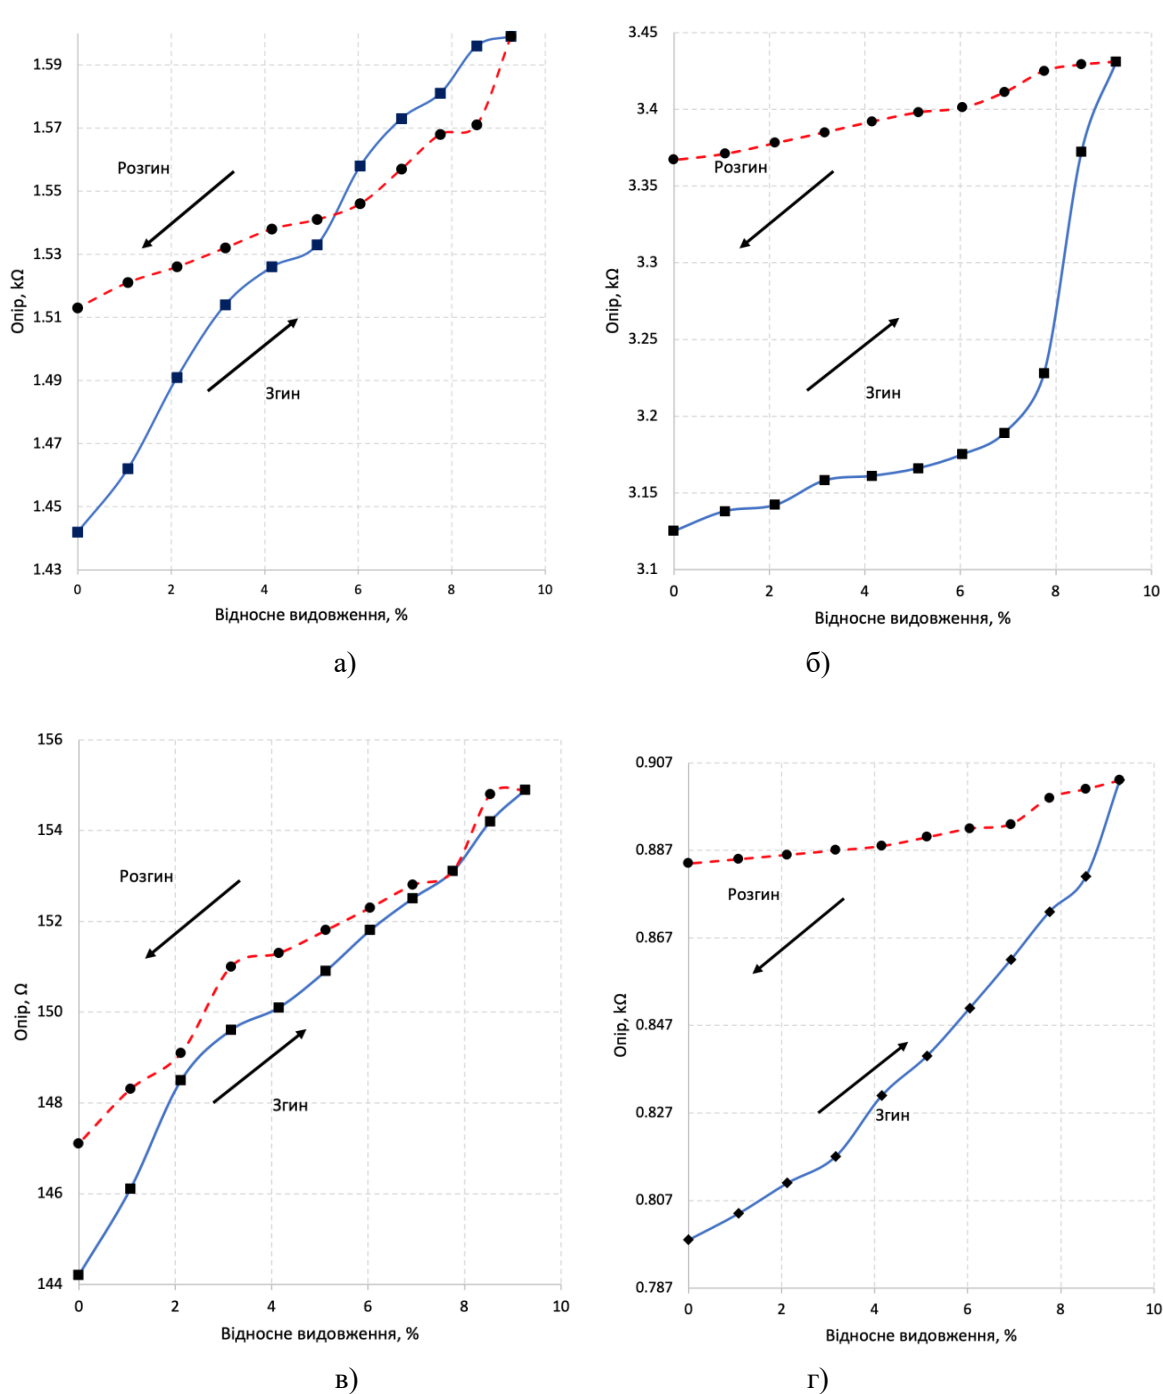 1.59
1.57
1.55
1.53
1.51
1.49
1.47
1.45
1.43
Опір, kΩ
Розгин
Згин
0 2 4 6 8 10
Відносне видовження, %
а)
3.45
3.4
3.35
3.3
3.25
3.2
3.15
3.1
Опір, kΩ
Розгин
Згин
0 2 4 6 8 10
Відносне видовження, %
б)
156
154
152
150
148
146
144
Опір, Ω
Розгин
Згин
0 2 4 6 8 10
Відносне видовження, %
в)
0.907
0.887
0.867
0.847
0.827
0.807
0.787
Опір, kΩ
Розгин
Згин
0 2 4 6 8 10
Відносне видовження, %
г)